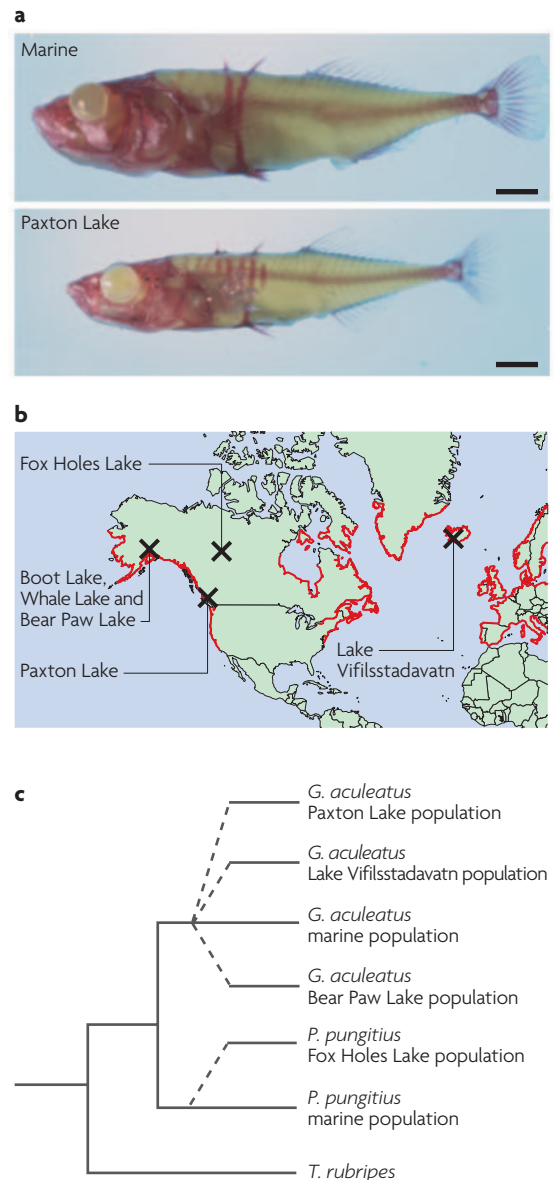 a
Marine
Paxton Lake
b
Fox Holes Lake
Boot Lake,
Whale Lake and
Bear Paw Lake
Paxton Lake
Lake
Vifilsstadavatn
c
G. aculeatus
Paxton Lake population
G. aculeatus
Lake Vifilsstadavatn population
G. aculeatus
marine population
G. aculeatus
Bear Paw Lake population
P. pungitius
Fox Holes Lake population
P. pungitius
marine population
T. rubripes